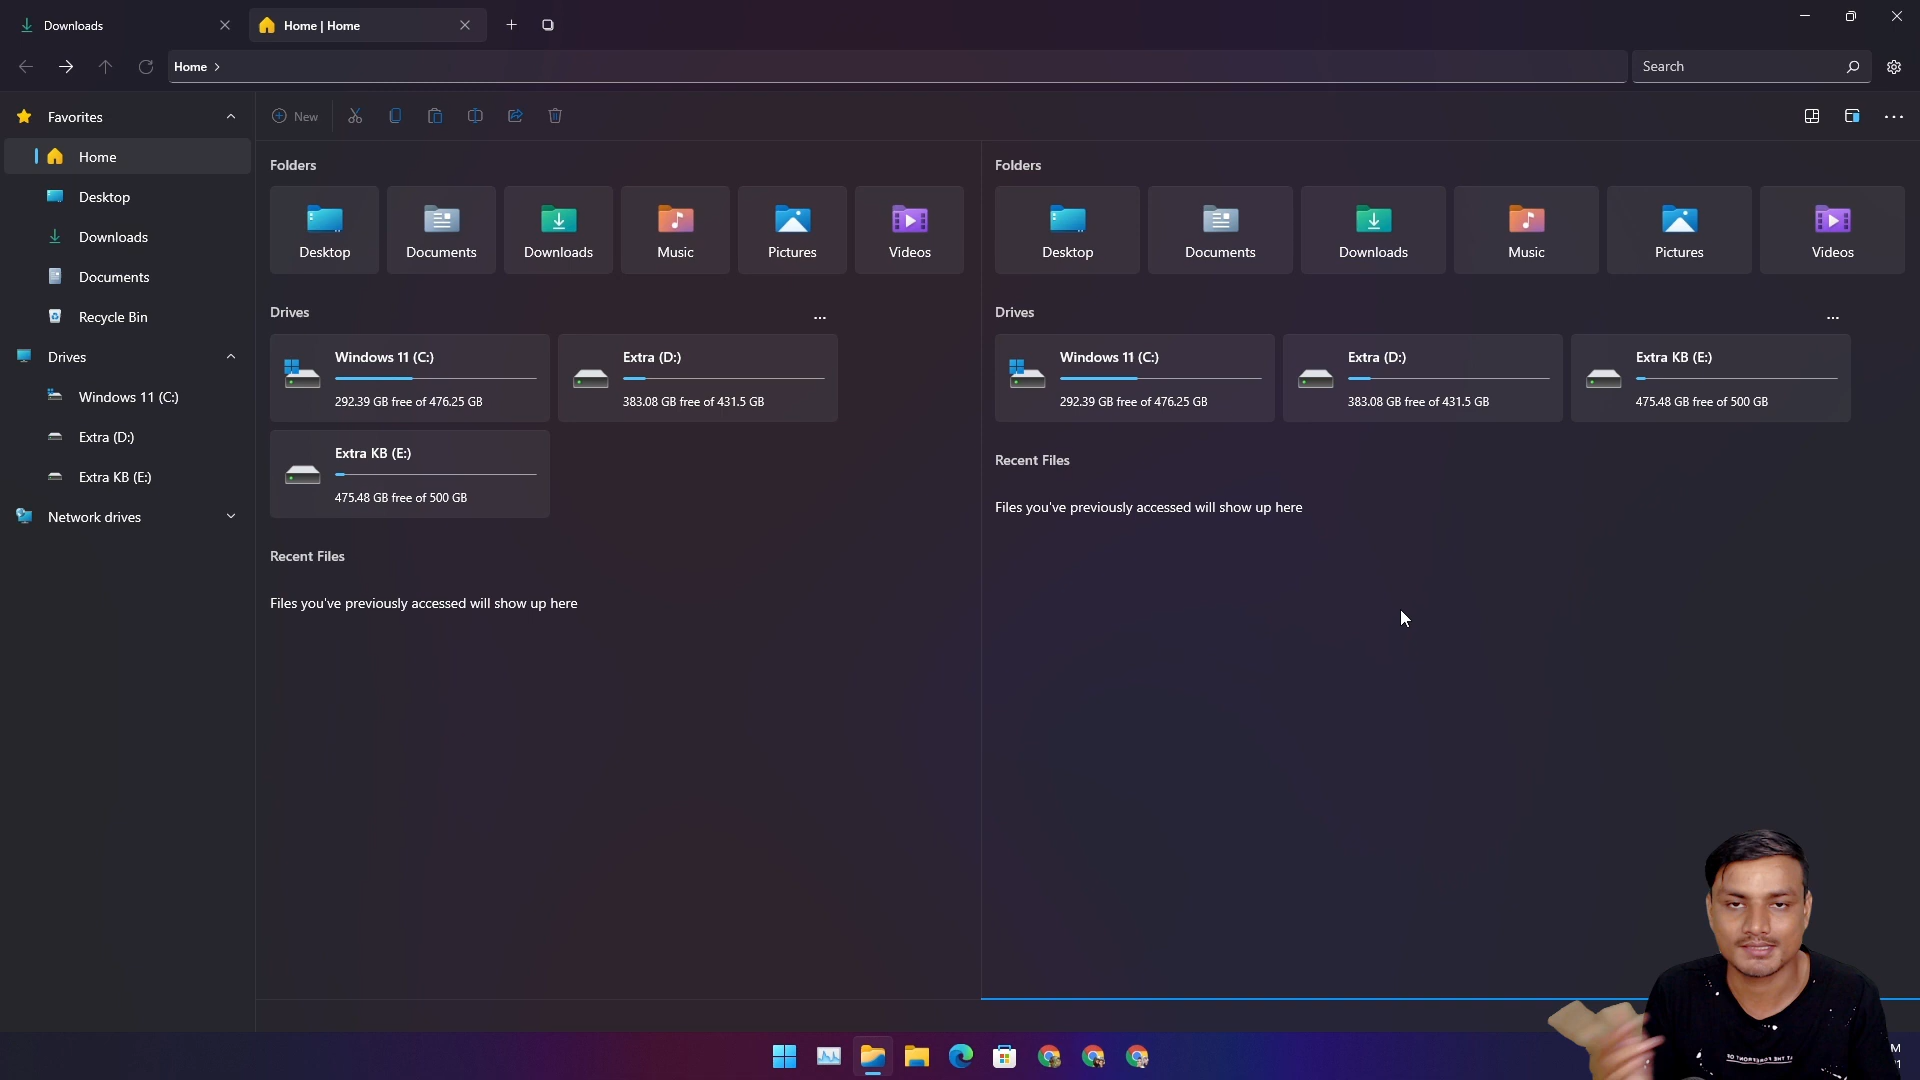 Downloads
Home | Home
Home
Search
Favorites
Home
Desktop
Downloads
Documents
Recycle Bin
Drives
Windows 11 (C:)
Extra (D:)
Extra KB (E:)
Network drives
New
Folders
Desktop
Documents
Downloads
Music
Pictures
Videos
Drives
Windows 11 (C:)
292.39 GB free of 476.25 GB
Extra (D:)
383.08 GB free of 431.5 GB
Extra KB (E:)
475.48 GB free of 500 GB
Recent Files
Files you've previously accessed will show up here
Folders
Desktop
Documents
Downloads
Music
Pictures
Videos
Drives
Windows 11 (C:)
292.39 GB free of 476.25 GB
Extra (D:)
383.08 GB free of 431.5 GB
Extra KB (E:)
475.48 GB free of 500 GB
Recent Files
Files you've previously accessed will show up here